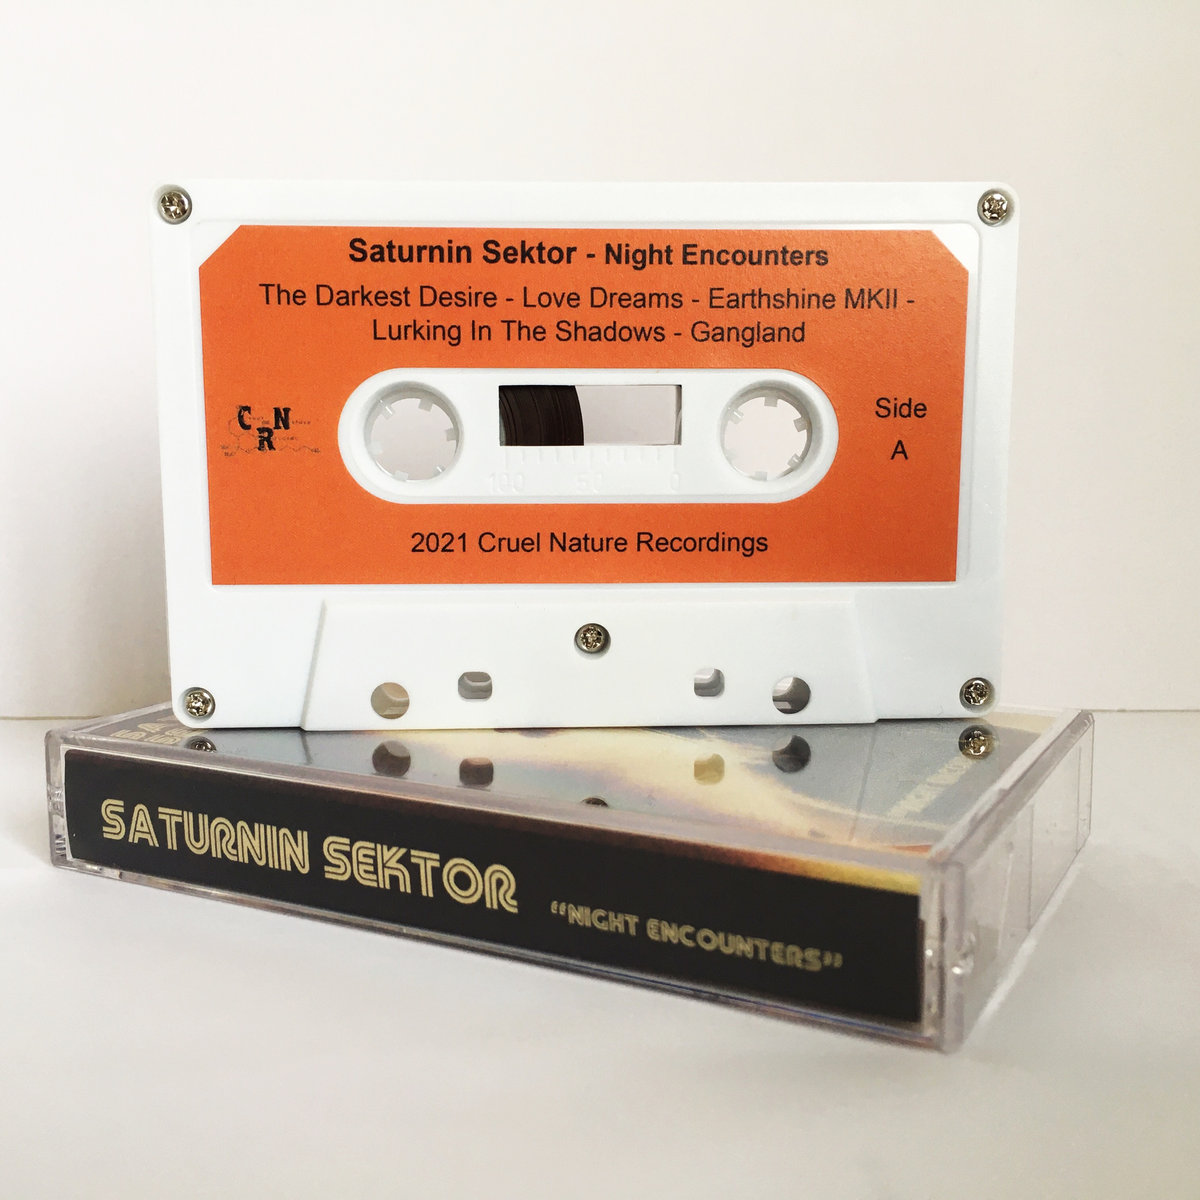 Saturnin Sektor - Night Encounters
The Darkest Desire - Love Dreams - Earthshine MKII -
Lurking In The Shadows - Gangland
C N
R
Side
A
100 50 0
2021 Cruel Nature Recordings
SATURNIN SEKTOR "NIGHT ENCOUNTERS"